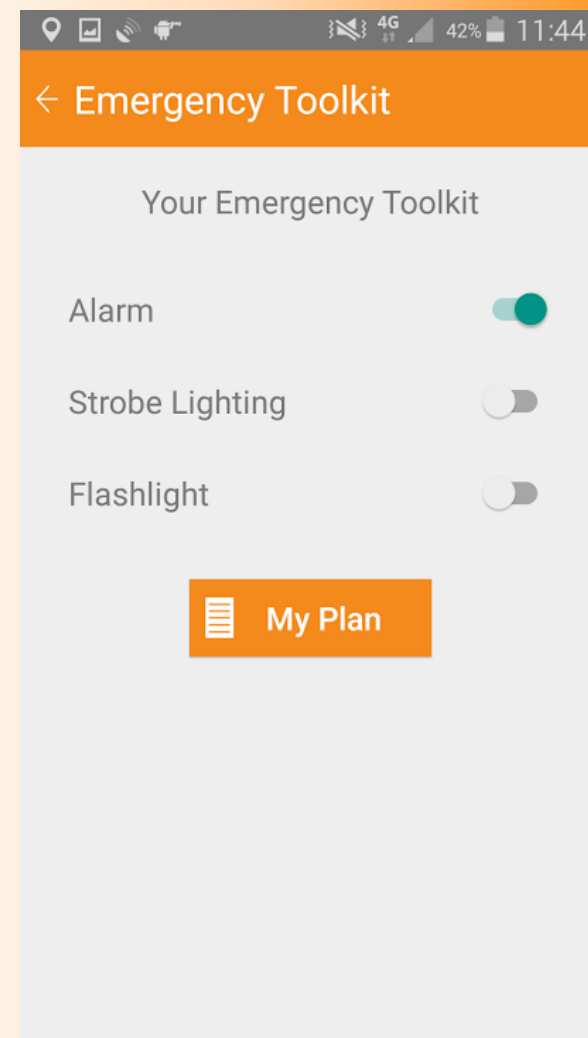 4G 42% 11:44
Emergency Toolkit
Your Emergency Toolkit
Alarm
Strobe Lighting
Flashlight
My Plan